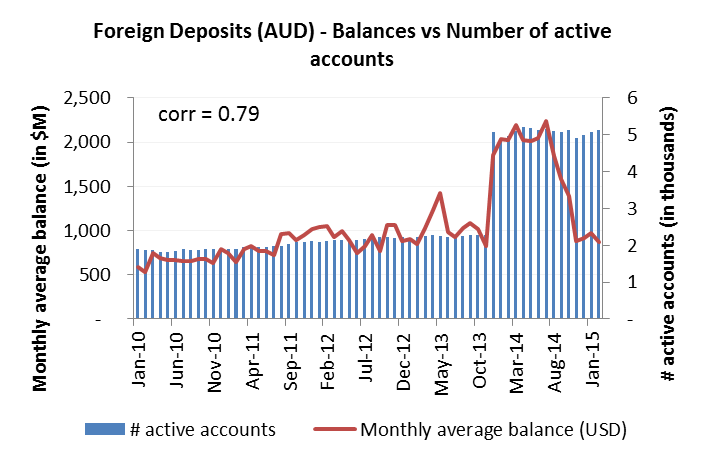 Foreign Deposits (AUD) - Balances vs Number of active
accounts
corr = 0.79
Monthly average balance (in $M)
2,500
2,000
1,500
1,000
500
-
6
5
4
3
2
1
-
# active accounts (in thousands)
Jan-10
Jun-10
Nov-10
Apr-11
Sep-11
Feb-12
Jul-12
Dec-12
May-13
Oct-13
Mar-14
Aug-14
Jan-15
# active accounts
Monthly average balance (USD)